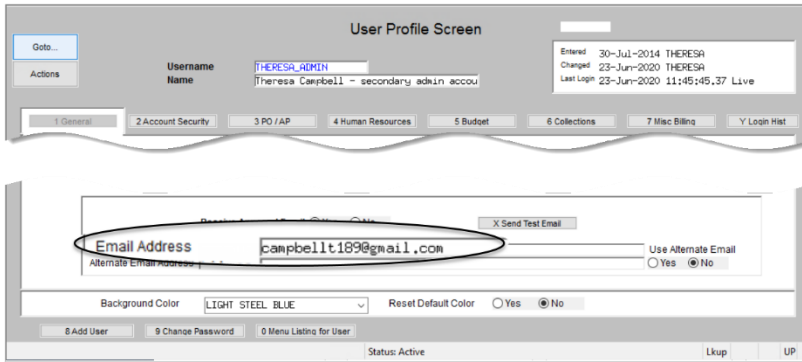 User Profile Screen
Goto...
Actions
Username THERESA_ADMIN
Name Theresa Campbell - secondary admin accou
Entered 30-Jul-2014 THERESA
Changed 23-Jun-2020 THERESA
Last Login 23-Jun-2020 11:45:45.37 Live
1 General 2 Account Security 3 PO / AP 4 Human Resources 5 Budget 6 Collections 7 Misc Billing Y Login Hist
Yes No X Send Test Email
Email Address campbellt189@gmail.com
Alternate Email Address
Use Alternate Email
Yes No
Background Color LIGHT STEEL BLUE Reset Default Color Yes No
8 Add User 9 Change Password 0 Menu Listing for User
Status: Active Lkup UP